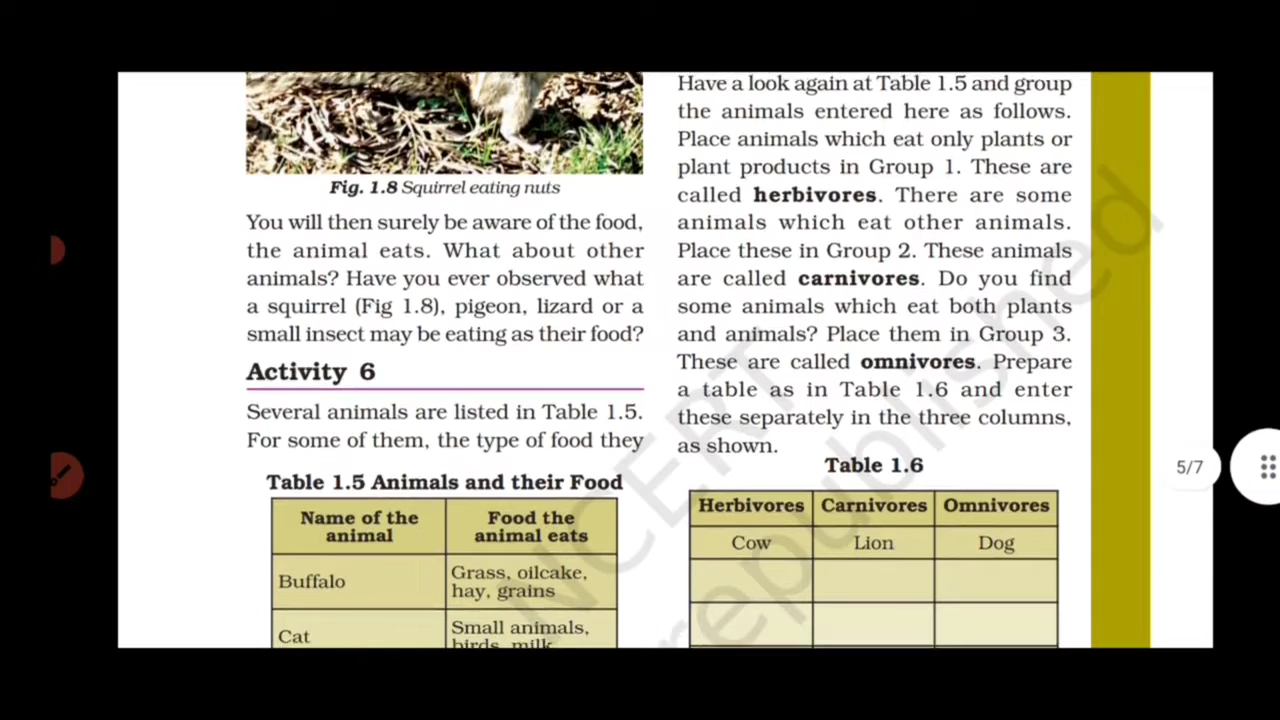 Fig. 1.8 Squirrel eating nuts
You will then surely be aware of the food,
the animal eats. What about other
animals? Have you ever observed what
a squirrel (Fig 1.8), pigeon, lizard or a
small insect may be eating as their food?
Activity 6
Several animals are listed in Table 1.5.
For some of them, the type of food they
Table 1.5 Animals and their Food
Name of the animal
Food the animal eats
Buffalo
Grass, oilcake,
hay, grains
Cat
Small animals,
birds, milk
Have a look again at Table 1.5 and group
the animals entered here as follows.
Place animals which eat only plants or
plant products in Group 1. These are
called herbivores. There are some
animals which eat other animals.
Place these in Group 2. These animals
are called carnivores. Do you find
some animals which eat both plants
and animals? Place them in Group 3.
These are called omnivores. Prepare
a table as in Table 1.6 and enter
these separately in the three columns,
as shown.
Table 1.6
Herbivores Carnivores Omnivores
Cow Lion Dog
NCERT
republished
5/7